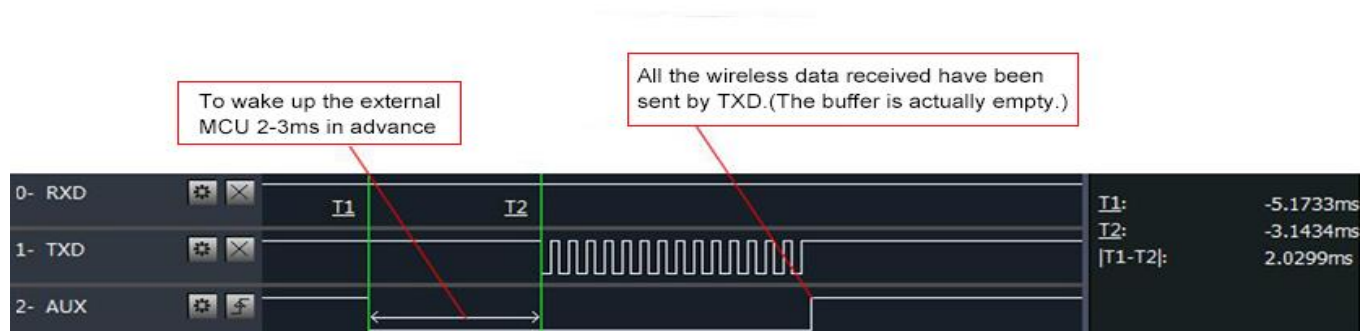 To wake up the external
MCU 2-3ms in advance
All the wireless data received have been
sent by TXD.(The buffer is actually empty.)
0- RXD
T1
T2
T1: -5.1733ms
T2: -3.1434ms
|T1-T2|: 2.0299ms
1- TXD
2- AUX